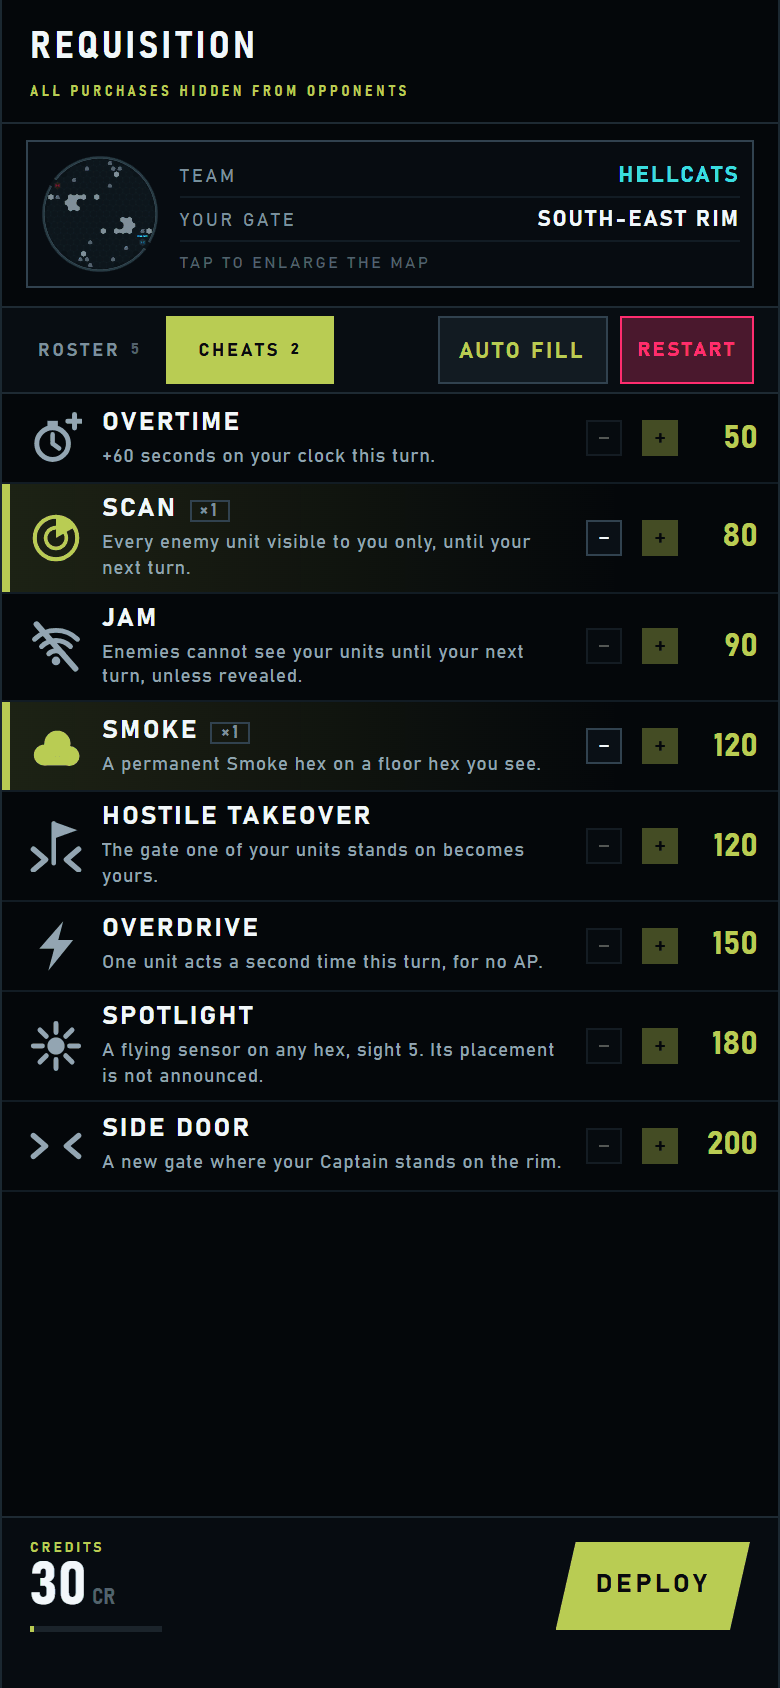 REQUISITION
ALL PURCHASES HIDDEN FROM OPPONENTS
TEAM HELLCATS
YOUR GATE SOUTH-EAST RIM
TAP TO ENLARGE THE MAP
ROSTER 5 CHEATS 2 AUTO FILL RESTART
OVERTIME
+60 seconds on your clock this turn.
− + 50
SCAN ×1
Every enemy unit visible to you only, until your
next turn.
− + 80
JAM
Enemies cannot see your units until your next
turn, unless revealed.
− + 90
SMOKE ×1
A permanent Smoke hex on a floor hex you see.
− + 120
HOSTILE TAKEOVER
The gate one of your units stands on becomes
yours.
− + 120
OVERDRIVE
One unit acts a second time this turn, for no AP.
− + 150
SPOTLIGHT
A flying sensor on any hex, sight 5. Its placement
is not announced.
− + 180
SIDE DOOR
A new gate where your Captain stands on the rim.
− + 200
CREDITS
30 CR
DEPLOY